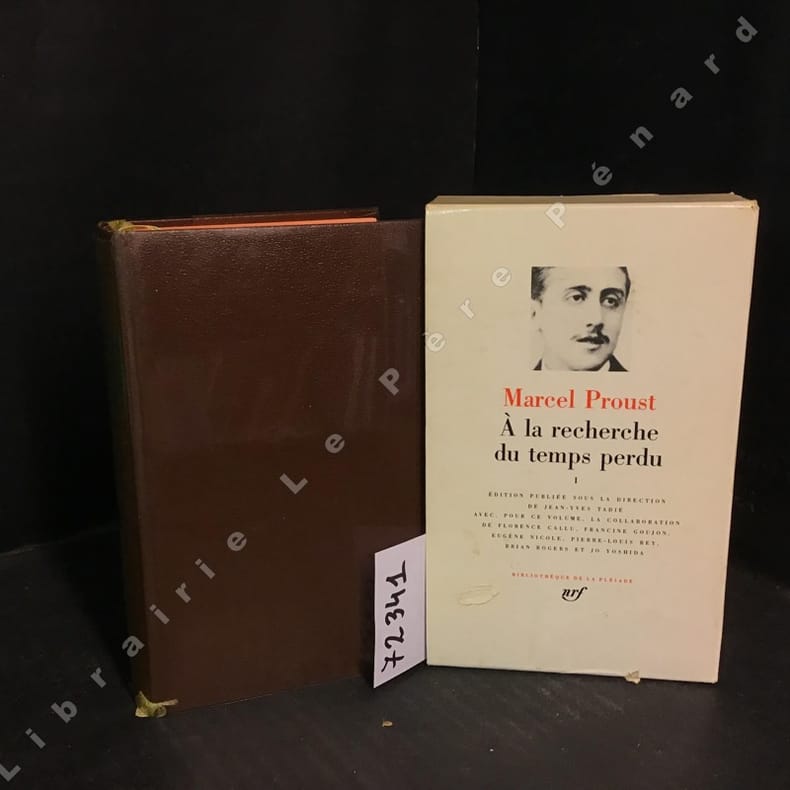 Librairie Le Père Pénard
Marcel Proust
À la recherche
du temps perdu
I
ÉDITION PUBLIÉE SOUS LA DIRECTION
DE JEAN-YVES TADIÉ
AVEC, POUR CE VOLUME, LA COLLABORATION
DE FLORENCE CALLU, FRANCINE GOUJON,
EUGÈNE NICOLE, PIERRE-LOUIS REY,
BRIAN ROGERS ET JO YOSHIDA
BIBLIOTHÈQUE DE LA PLÉIADE
nrf
72341